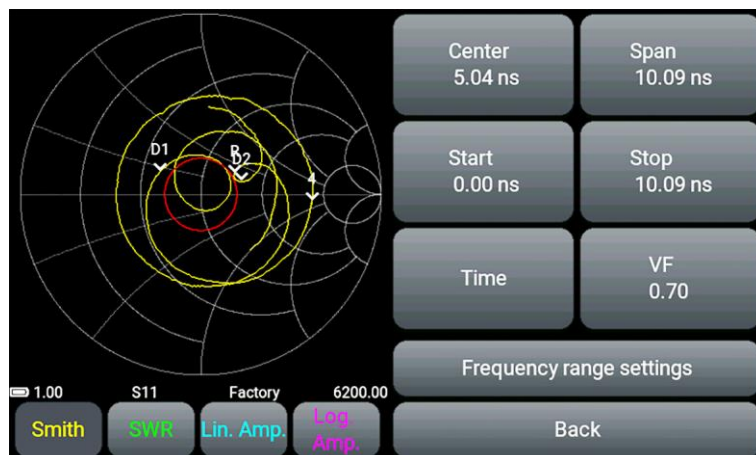 Center
5.04 ns
Span
10.09 ns
Start
0.00 ns
Stop
10.09 ns
Time
VF
0.70
Frequency range settings
Back
D1
R
D2
4
1.00
S11
Factory
6200.00
Smith
SWR
Lin. Amp.
Log.
Amp.